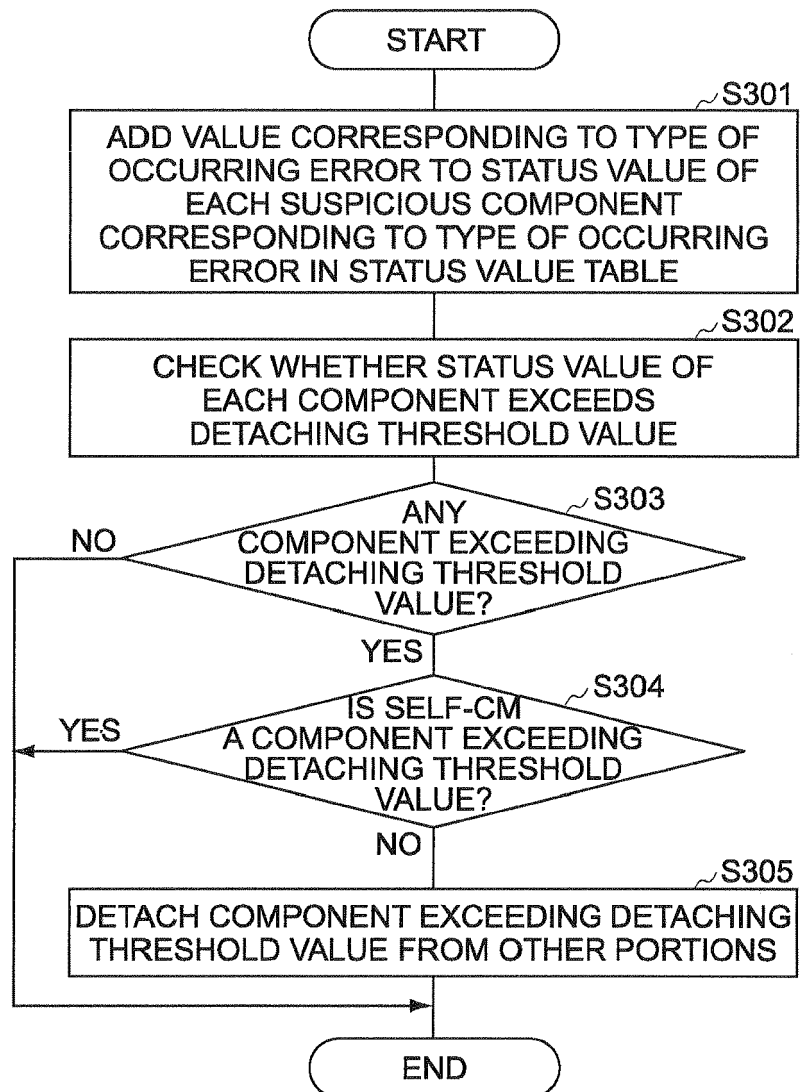 START
S301
ADD VALUE CORRESPONDING TO TYPE OF
OCCURRING ERROR TO STATUS VALUE OF
EACH SUSPICIOUS COMPONENT
CORRESPONDING TO TYPE OF OCCURRING
ERROR IN STATUS VALUE TABLE
S302
CHECK WHETHER STATUS VALUE OF
EACH COMPONENT EXCEEDS
DETACHING THRESHOLD VALUE
S303
ANY
COMPONENT EXCEEDING
DETACHING THRESHOLD
VALUE?
NO
YES
S304
IS SELF-CM
A COMPONENT EXCEEDING
DETACHING THRESHOLD
VALUE?
YES
NO
S305
DETACH COMPONENT EXCEEDING DETACHING
THRESHOLD VALUE FROM OTHER PORTIONS
END